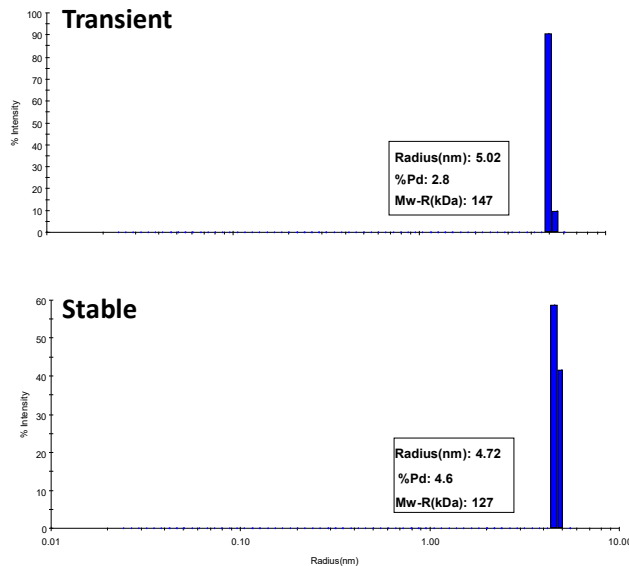 Transient
100
90
80
70
60
50
40
30
20
10
0
% Intensity
Radius(nm): 5.02
%Pd: 2.8
Mw-R(kDa): 147
Stable
60
50
40
30
20
10
0
% Intensity
Radius(nm): 4.72
%Pd: 4.6
Mw-R(kDa): 127
0.01 0.10 1.00 10.00
Radius(nm)